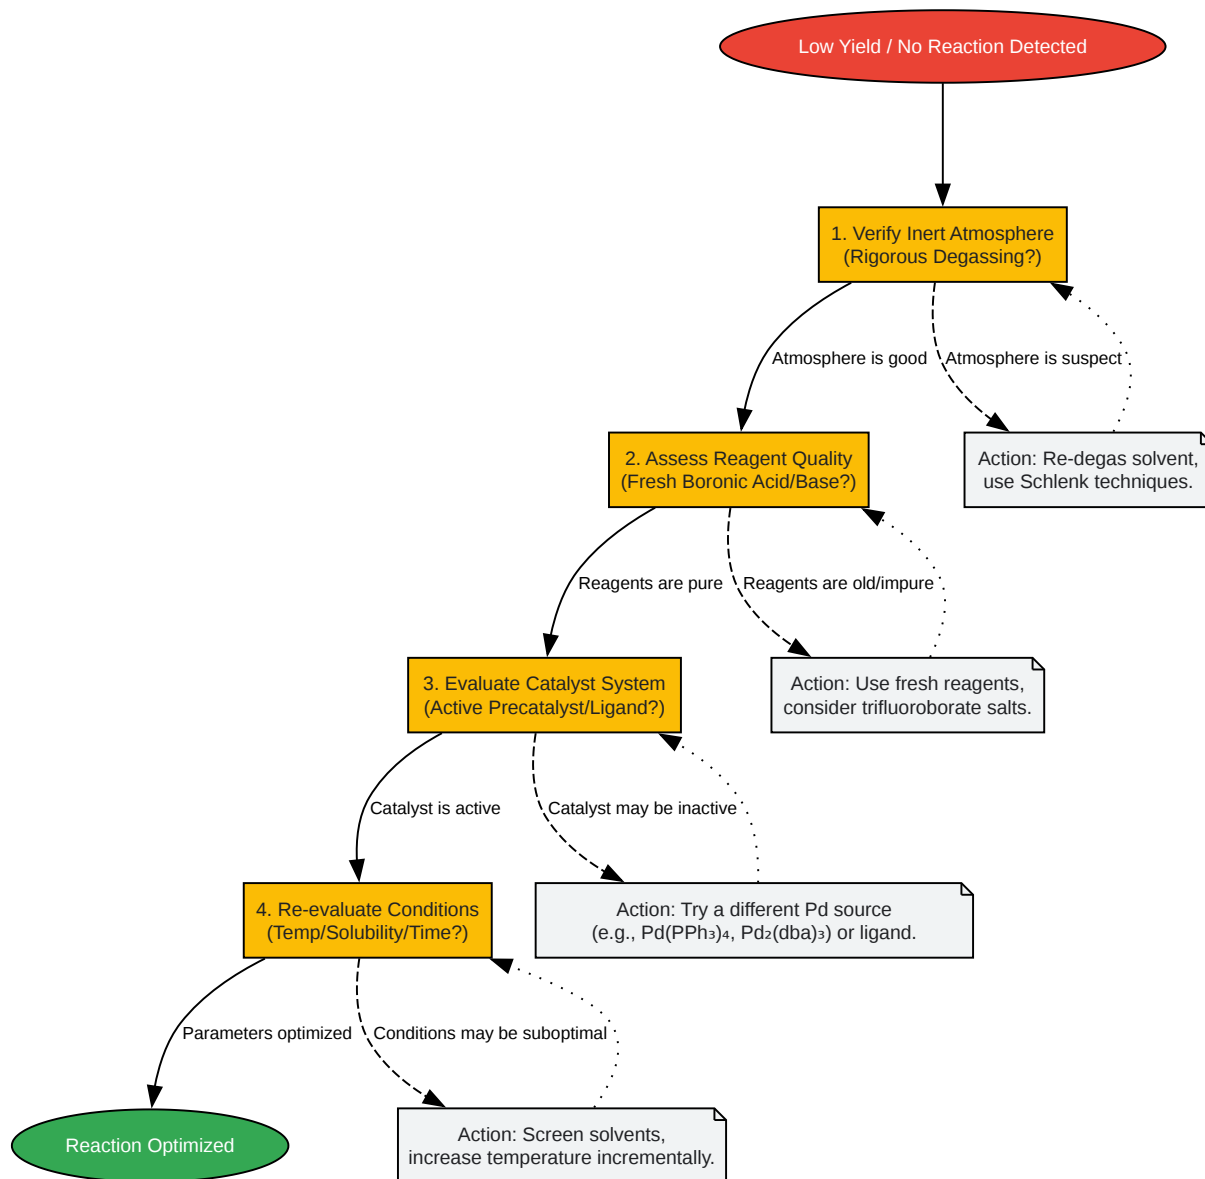 Low Yield / No Reaction Detected
1. Verify Inert Atmosphere
(Rigorous Degassing?)
Atmosphere is good
Atmosphere is suspect
2. Assess Reagent Quality
(Fresh Boronic Acid/Base?)
Action: Re-degas solvent,
use Schlenk techniques.
Reagents are pure
Reagents are old/impure
3. Evaluate Catalyst System
(Active Precatalyst/Ligand?)
Action: Use fresh reagents,
consider trifluoroborate salts.
Catalyst is active
Catalyst may be inactive
4. Re-evaluate Conditions
(Temp/Solubility/Time?)
Action: Try a different Pd source
(e.g., Pd(PPh₃)₄, Pd₂(dba)₃) or ligand.
Parameters optimized
Conditions may be suboptimal
Reaction Optimized
Action: Screen solvents,
increase temperature incrementally.